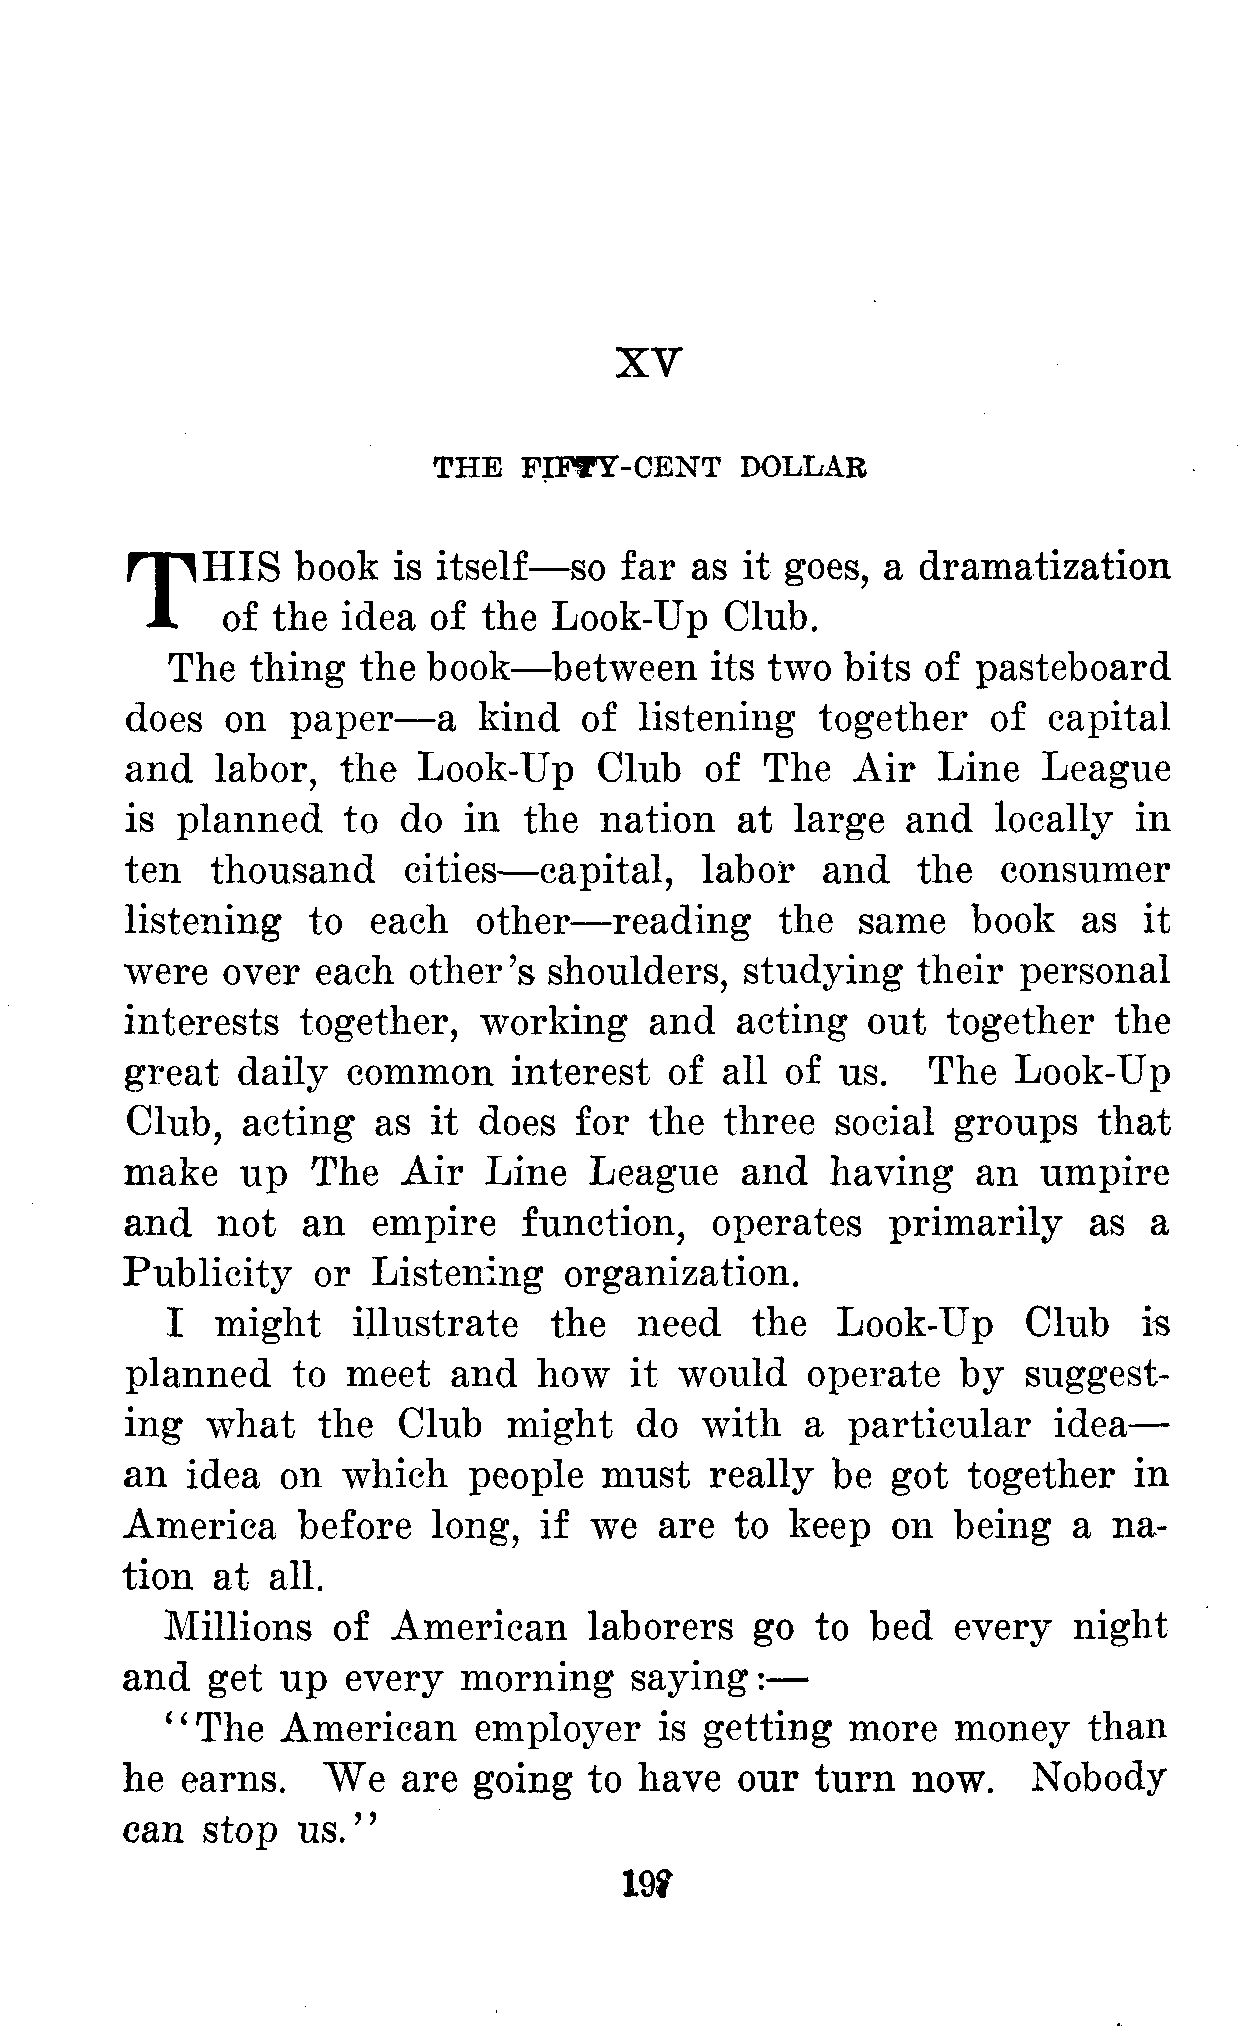 XV
THE FIFTY-CENT DOLLAR
THIS book is itself—so far as it goes, a dramatization
of the idea of the Look-Up Club.
The thing the book—between its two bits of pasteboard
does on paper—a kind of listening together of capital
and labor, the Look-Up Club of The Air Line League
is planned to do in the nation at large and locally in
ten thousand cities—capital, labor and the consumer
listening to each other—reading the same book as it
were over each other's shoulders, studying their personal
interests together, working and acting out together the
great daily common interest of all of us. The Look-Up
Club, acting as it does for the three social groups that
make up The Air Line League and having an umpire
and not an empire function, operates primarily as a
Publicity or Listening organization.
I might illustrate the need the Look-Up Club is
planned to meet and how it would operate by suggest-
ing what the Club might do with a particular idea—
an idea on which people must really be got together in
America before long, if we are to keep on being a na-
tion at all.
Millions of American laborers go to bed every night
and get up every morning saying:—
"The American employer is getting more money than
he earns. We are going to have our turn now. Nobody
can stop us."